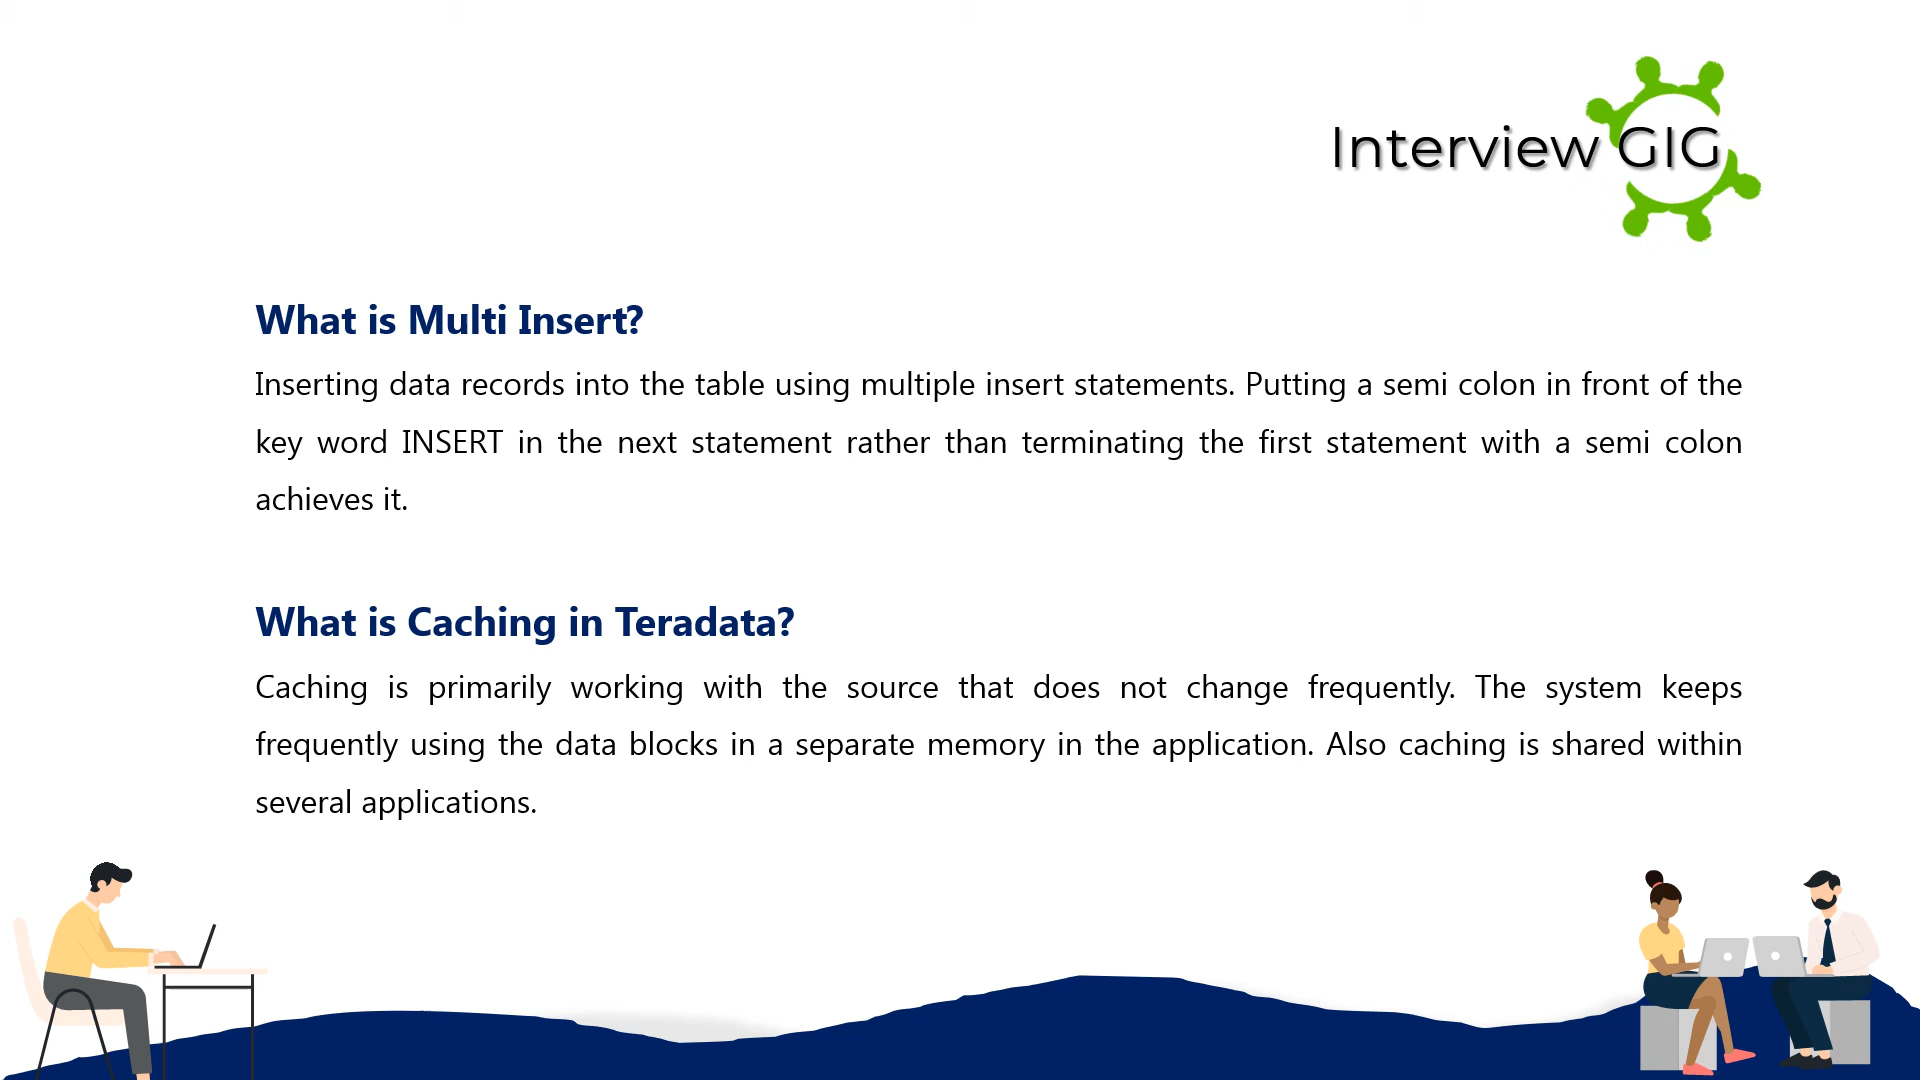 Interview GIG
What is Multi Insert?
Inserting data records into the table using multiple insert statements. Putting a semi colon in front of the
key word INSERT in the next statement rather than terminating the first statement with a semi colon
achieves it.
What is Caching in Teradata?
Caching is primarily working with the source that does not change frequently. The system keeps
frequently using the data blocks in a separate memory in the application. Also caching is shared within
several applications.